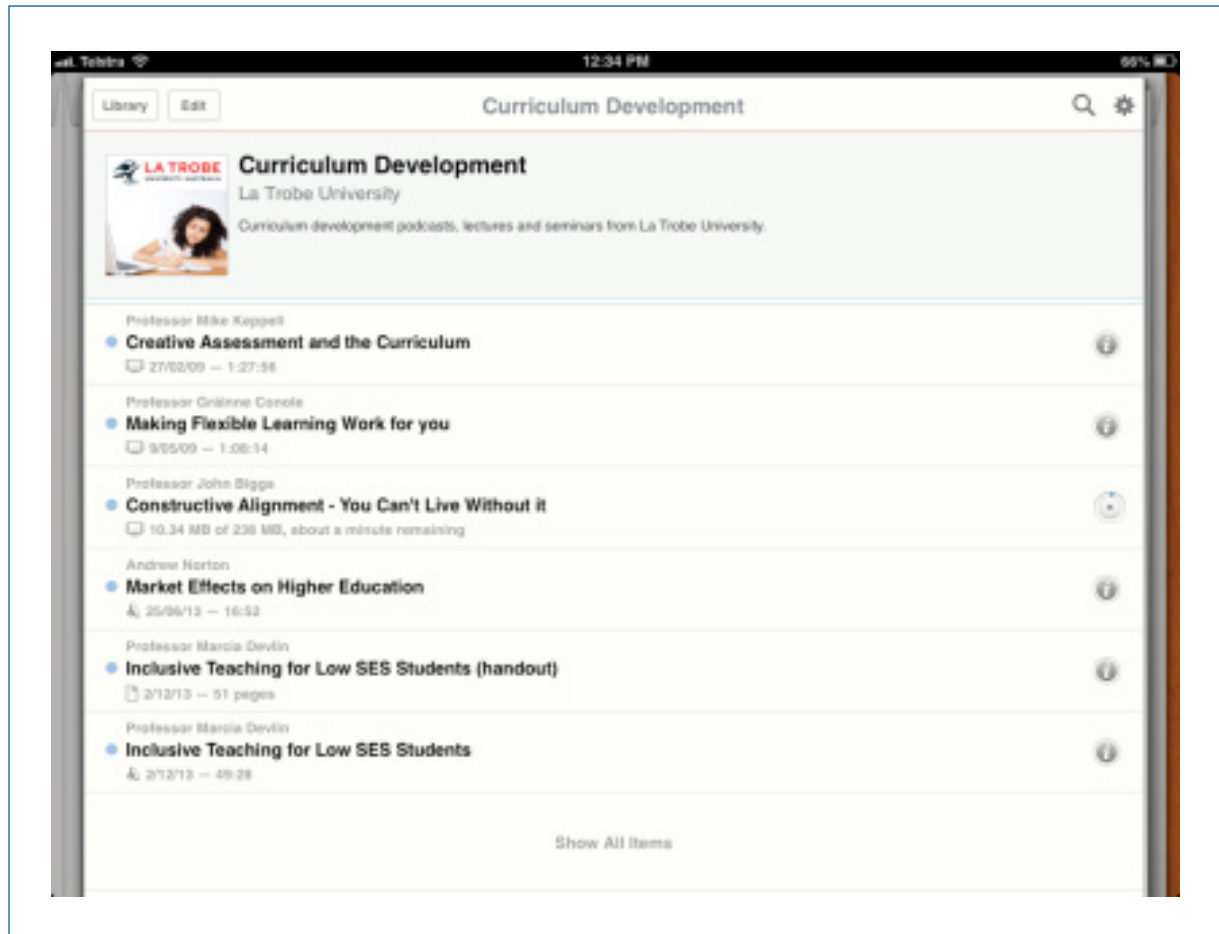 Telstra 12:34 PM 66%
Library Edit Curriculum Development
LA TROBE
UNIVERSITY AUSTRALIA
Curriculum Development
La Trobe University
Curriculum development podcasts, lectures and seminars from La Trobe University.
Professor Mike Keppell
Creative Assessment and the Curriculum
27/02/09 — 1:27:56
Professor Gráinne Conole
Making Flexible Learning Work for you
9/05/09 — 1:06:14
Professor John Biggs
Constructive Alignment - You Can't Live Without it
10.34 MB of 238 MB, about a minute remaining
Andrew Norton
Market Effects on Higher Education
25/06/13 — 16:52
Professor Marcia Devlin
Inclusive Teaching for Low SES Students (handout)
2/12/13 — 51 pages
Professor Marcia Devlin
Inclusive Teaching for Low SES Students
2/12/13 — 49:28
Show All Items